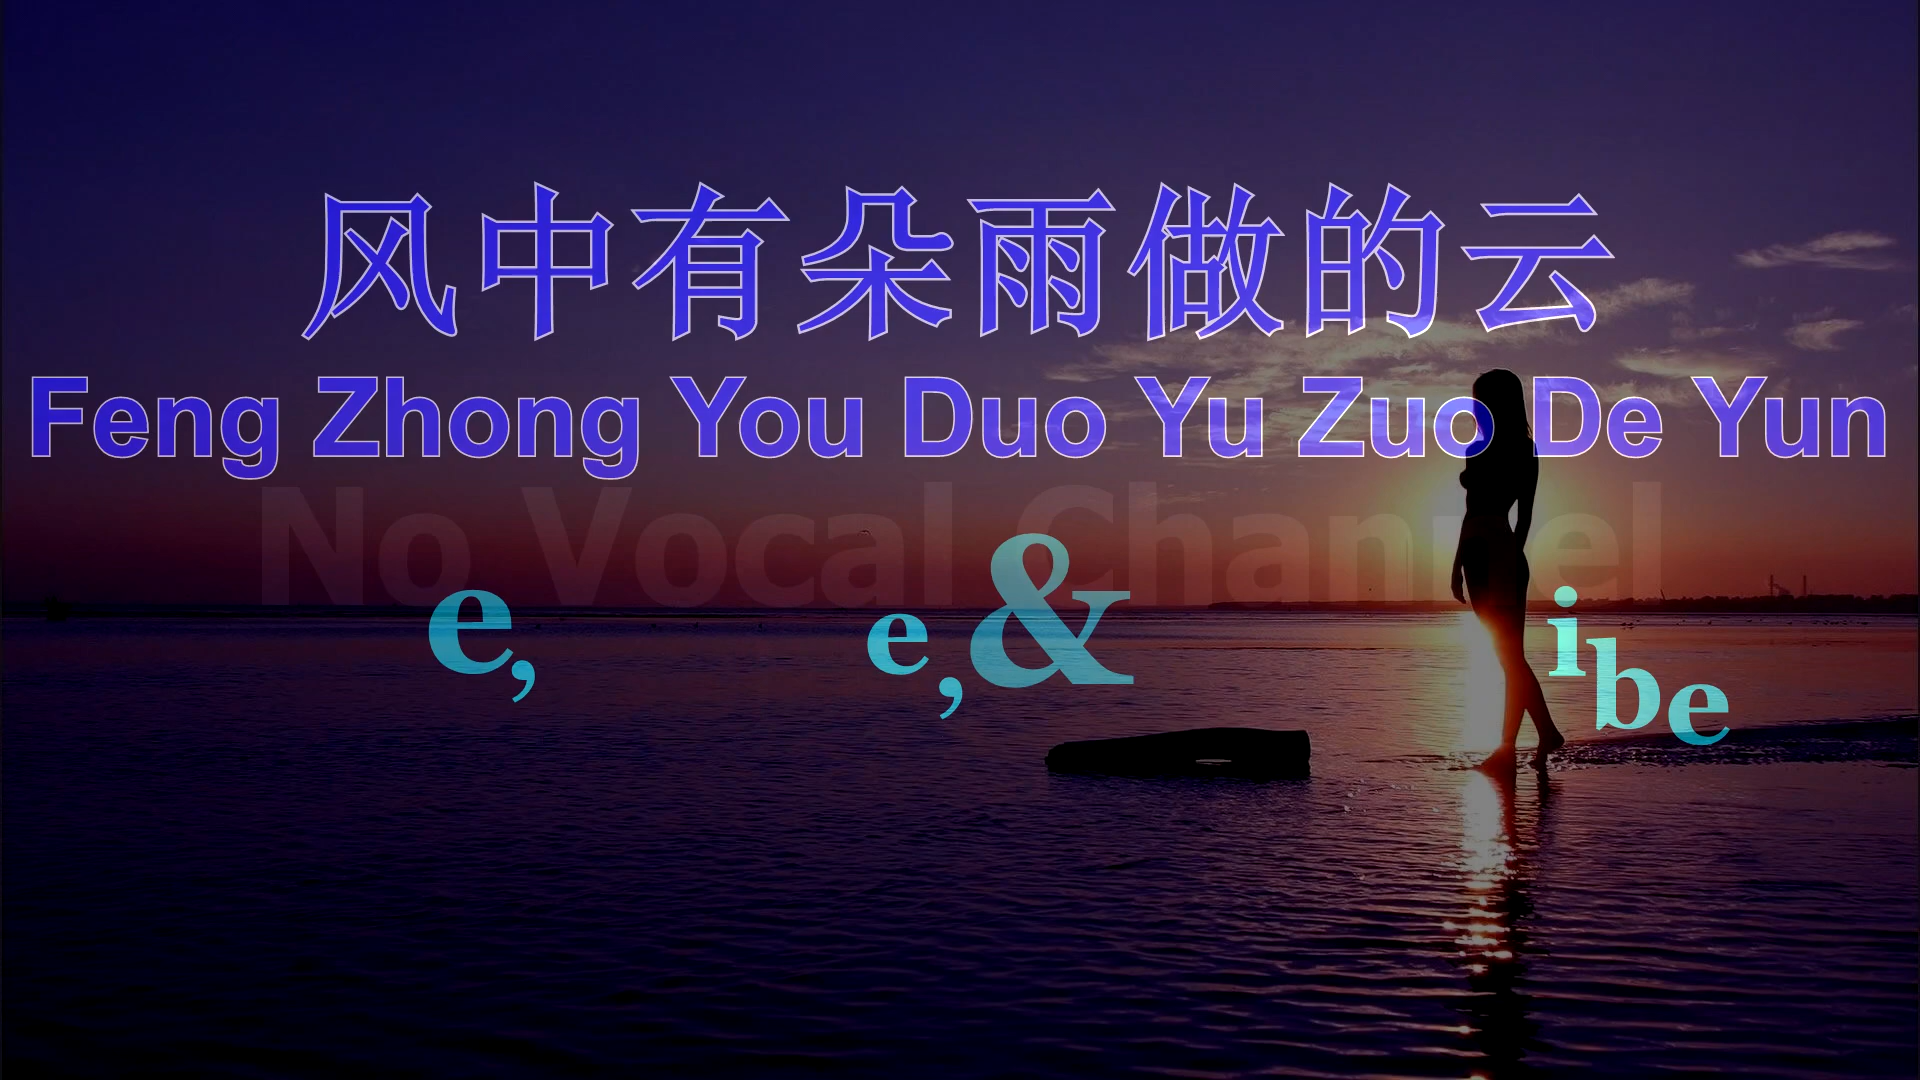 风中有朵雨做的云
Feng Zhong You Duo Yu Zuo De Yun
No Vocal Channel
e, e, & ibe